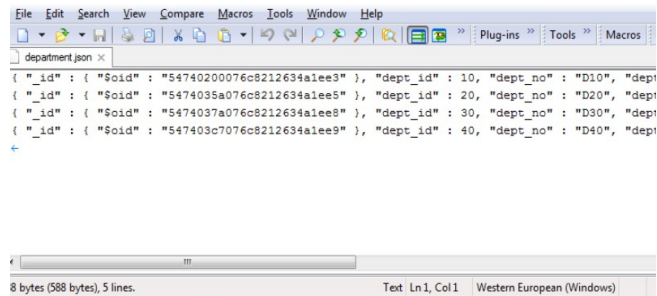 File Edit Search View Compare Macros Tools Window Help
Plug-ins » Tools » Macros
department.json
{ "_id" : { "$oid" : "54740200076c8212634a1ee3" }, "dept_id" : 10, "dept_no" : "D10", "dept
{ "_id" : { "$oid" : "5474035a076c8212634a1ee5" }, "dept_id" : 20, "dept_no" : "D20", "dept
{ "_id" : { "$oid" : "5474037a076c8212634a1ee8" }, "dept_id" : 30, "dept_no" : "D30", "dept
{ "_id" : { "$oid" : "547403c7076c8212634a1ee9" }, "dept_id" : 40, "dept_no" : "D40", "dept
8 bytes (588 bytes), 5 lines. Text Ln 1, Col 1 Western European (Windows)